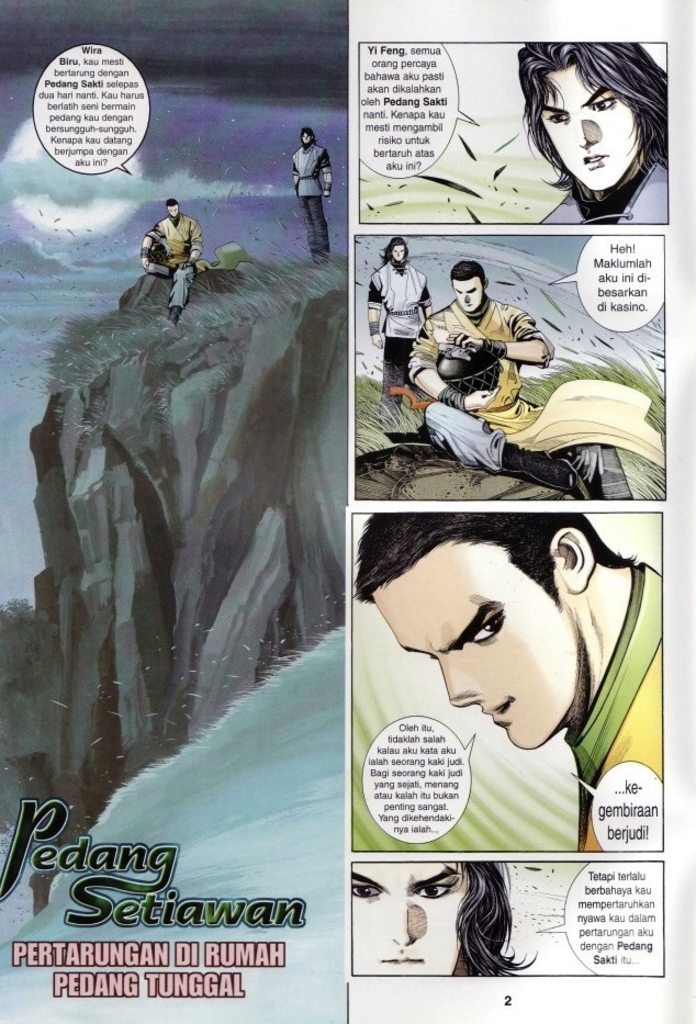 Wira
Biru, kau mesti
bertarung dengan
Pedang Sakti selepas
dua hari nanti. Kau harus
berlatih seni bermain
pedang kau dengan
bersungguh-sungguh.
Kenapa kau datang
berjumpa dengan
aku ini?
Pedang
Setiawan
PERTARUNGAN DI RUMAH
PEDANG TUNGGAL
Yi Feng, semua
orang percaya
bahawa aku pasti
akan dikalahkan
oleh Pedang Sakti
nanti. Kenapa kau
mesti mengambil
risiko untuk
bertaruh atas
aku ini?
Heh!
Maklumlah
aku ini di-
besarkan
di kasino.
Oleh itu,
tidaklah salah
kalau aku kata aku
ialah seorang kaki judi.
Bagi seorang kaki judi
yang sejati, menang
atau kalah itu bukan
penting sangat.
Yang dikehendaki-
nya ialah...
...ke-
gembiraan
berjudi!
Tetapi terlalu
berbahaya kau
mempertaruhkan
nyawa kau dalam
pertarungan aku
dengan Pedang
Sakti itu...
2